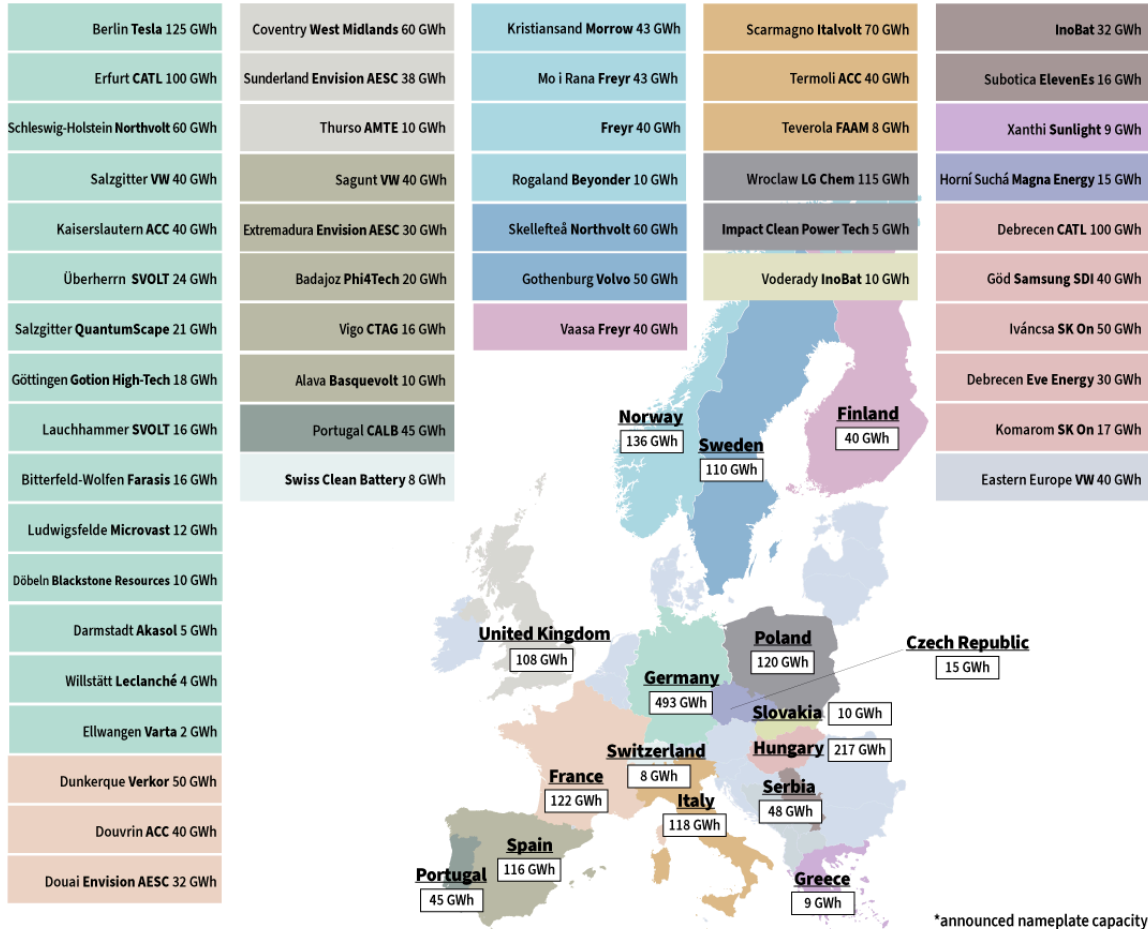 Berlin Tesla 125 GWh
Erfurt CATL 100 GWh
Schleswig-Holstein Northvolt 60 GWh
Salzgitter VW 40 GWh
Kaiserslautern ACC 40 GWh
Überherrn SVOLT 24 GWh
Salzgitter QuantumScape 21 GWh
Göttingen Gotion High-Tech 18 GWh
Lauchhammer SVOLT 16 GWh
Bitterfeld-Wolfen Farasis 16 GWh
Ludwigsfelde Microvast 12 GWh
Döbeln Blackstone Resources 10 GWh
Darmstadt Akasol 5 GWh
Willstätt Leclanché 4 GWh
Ellwangen Varta 2 GWh
Dunkerque Verkor 50 GWh
Douvrin ACC 40 GWh
Douai Envision AESC 32 GWh
Coventry West Midlands 60 GWh
Sunderland Envision AESC 38 GWh
Thurso AMTE 10 GWh
Sagunt VW 40 GWh
Extremadura Envision AESC 30 GWh
Badajoz Phi4Tech 20 GWh
Vigo CTAG 16 GWh
Alava Basquevolt 10 GWh
Portugal CALB 45 GWh
Swiss Clean Battery 8 GWh
Kristiansand Morrow 43 GWh
Mo i Rana Freyr 43 GWh
Freyr 40 GWh
Rogaland Beyonder 10 GWh
Skellefteå Northvolt 60 GWh
Gothenburg Volvo 50 GWh
Vaasa Freyr 40 GWh
Scarmagno Italvolt 70 GWh
Termoli ACC 40 GWh
Teverola FAAM 8 GWh
Wroclaw LG Chem 115 GWh
Impact Clean Power Tech 5 GWh
Voderady InoBat 10 GWh
InoBat 32 GWh
Subotica ElevenEs 16 GWh
Xanthi Sunlight 9 GWh
Horní Suchá Magna Energy 15 GWh
Debrecen CATL 100 GWh
Göd Samsung SDI 40 GWh
Iváncsa SK On 50 GWh
Debrecen Eve Energy 30 GWh
Komarom SK On 17 GWh
Eastern Europe VW 40 GWh
Norway
136 GWh
Sweden
110 GWh
Finland
40 GWh
United Kingdom
108 GWh
Germany
493 GWh
Poland
120 GWh
Czech Republic
15 GWh
Slovakia
10 GWh
Hungary
217 GWh
Switzerland
8 GWh
France
122 GWh
Italy
118 GWh
Serbia
48 GWh
Spain
116 GWh
Portugal
45 GWh
Greece
9 GWh
*announced nameplate capacity